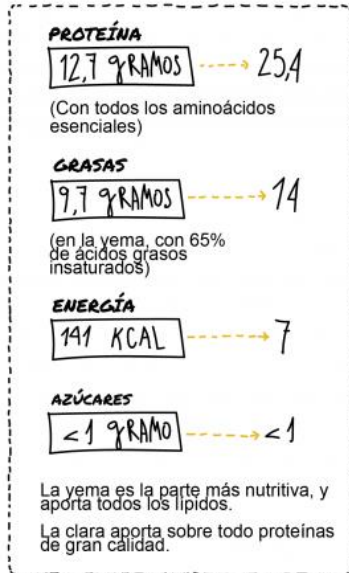 PROTEÍNA
12,7 gRAMOS 25,4
(Con todos los aminoácidos
esenciales)
GRASAS
9,7 gRAMOS 14
(en la yema, con 65%
de ácidos grasos
insaturados)
ENERGÍA
141 KCAL 7
AZÚCARES
<1 gRAMO <1
La yema es la parte más nutritiva, y
aporta todos los lípidos.
La clara aporta sobre todo proteínas
de gran calidad.